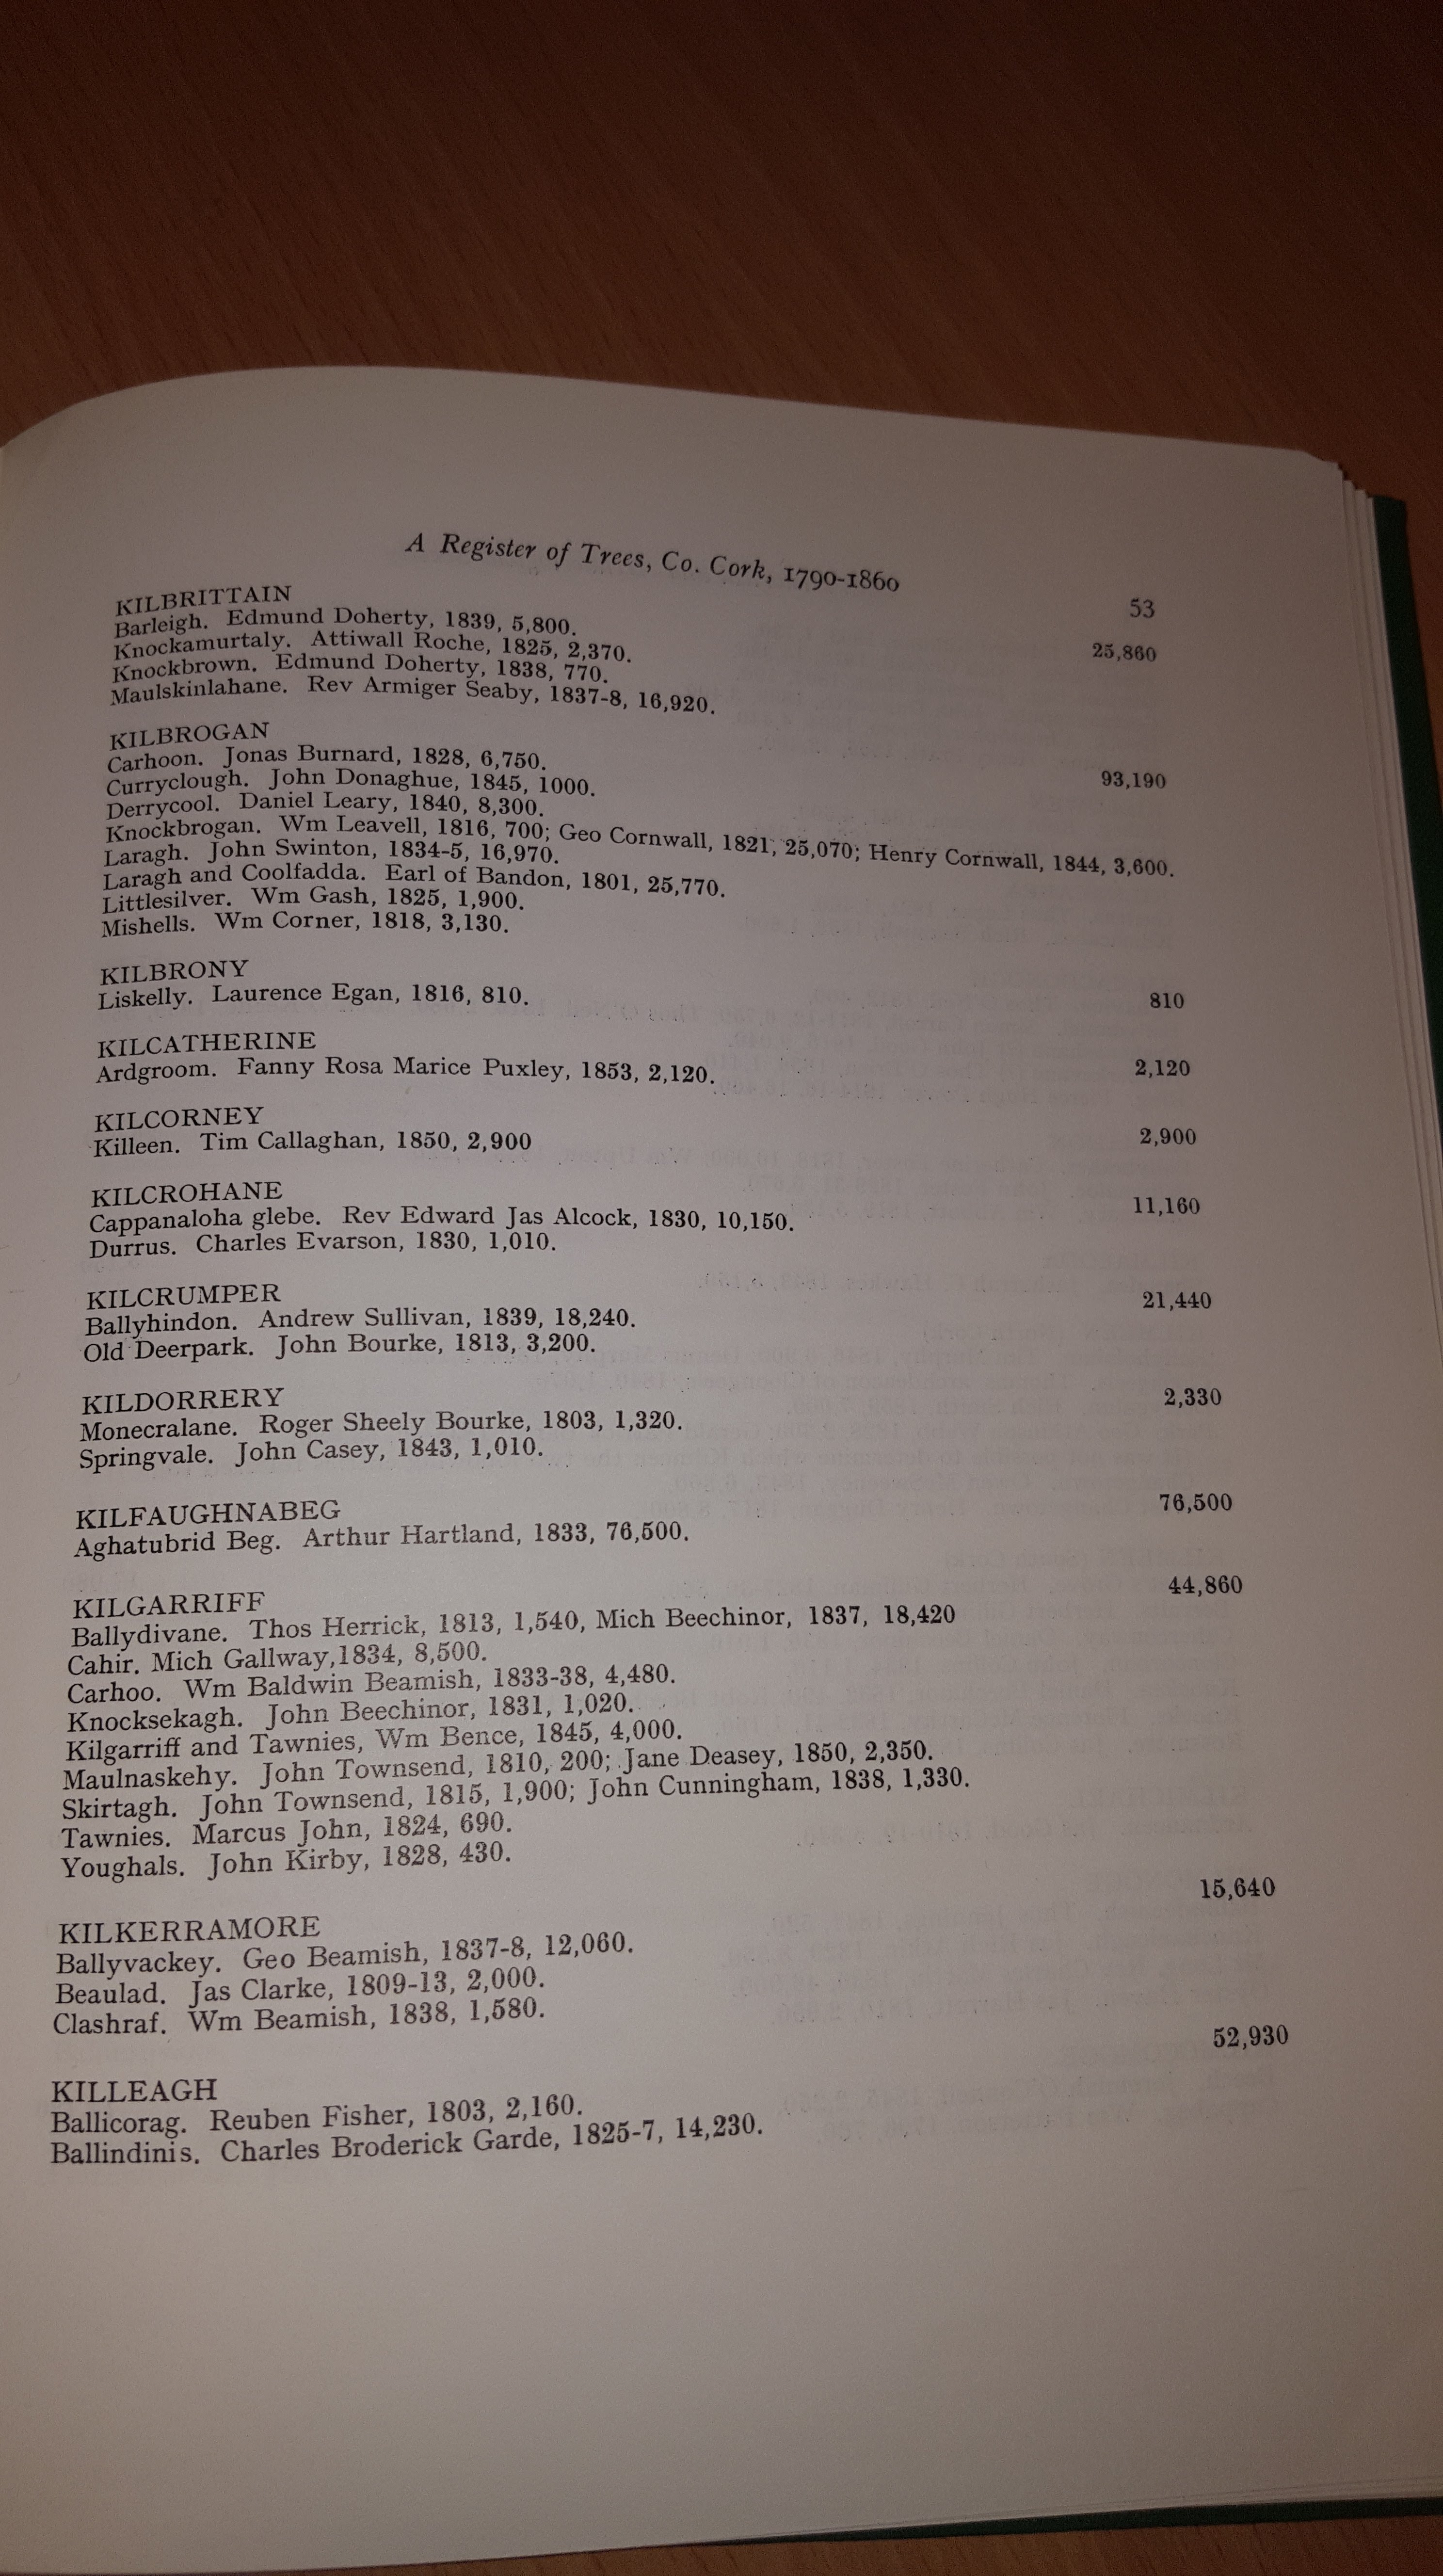 A Register of Trees, Co. Cork, 1790-1860 53
KILBRITTAIN 25,860
Barleigh. Edmund Doherty, 1839, 5,800.
Knockamurtaly. Attiwall Roche, 1825, 2,370.
Knockbrown. Edmund Doherty, 1838, 770.
Maulskinlahane. Rev Armiger Seaby, 1837-8, 16,920.
KILBROGAN 93,190
Carhoon. Jonas Burnard, 1828, 6,750.
Curryclough. John Donaghue, 1845, 1000.
Derrycool. Daniel Leary, 1840, 8,300.
Knockbrogan. Wm Leavell, 1816, 700; Geo Cornwall, 1821, 25,070; Henry Cornwall, 1844, 3,600.
Laragh. John Swinton, 1834-5, 16,970.
Laragh and Coolfadda. Earl of Bandon, 1801, 25,770.
Littlesilver. Wm Gash, 1825, 1,900.
Mishells. Wm Corner, 1818, 3,130.
KILBRONY 810
Liskelly. Laurence Egan, 1816, 810.
KILCATHERINE 2,120
Ardgroom. Fanny Rosa Marice Puxley, 1853, 2,120.
KILCORNEY 2,900
Killeen. Tim Callaghan, 1850, 2,900
KILCROHANE 11,160
Cappanaloha glebe. Rev Edward Jas Alcock, 1830, 10,150.
Durrus. Charles Evarson, 1830, 1,010.
KILCRUMPER 21,440
Ballyhindon. Andrew Sullivan, 1839, 18,240.
Old Deerpark. John Bourke, 1813, 3,200.
KILDORRERY 2,330
Monecralane. Roger Sheely Bourke, 1803, 1,320.
Springvale. John Casey, 1843, 1,010.
KILFAUGHNABEG 76,500
Aghatubrid Beg. Arthur Hartland, 1833, 76,500.
KILGARRIFF 44,860
Ballydivane. Thos Herrick, 1813, 1,540, Mich Beechinor, 1837, 18,420
Cahir. Mich Gallway,1834, 8,500.
Carhoo. Wm Baldwin Beamish, 1833-38, 4,480.
Knocksekagh. John Beechinor, 1831, 1,020.
Kilgarriff and Tawnies, Wm Bence, 1845, 4,000.
Maulnaskehy. John Townsend, 1810, 200; Jane Deasey, 1850, 2,350.
Skirtagh. John Townsend, 1815, 1,900; John Cunningham, 1838, 1,330.
Tawnies. Marcus John, 1824, 690.
Youghals. John Kirby, 1828, 430.
KILKERRAMORE 15,640
Ballyvackey. Geo Beamish, 1837-8, 12,060.
Beaulad. Jas Clarke, 1809-13, 2,000.
Clashraf. Wm Beamish, 1838, 1,580.
KILLEAGH 52,930
Ballicorag. Reuben Fisher, 1803, 2,160.
Ballindinis. Charles Broderick Garde, 1825-7, 14,230.